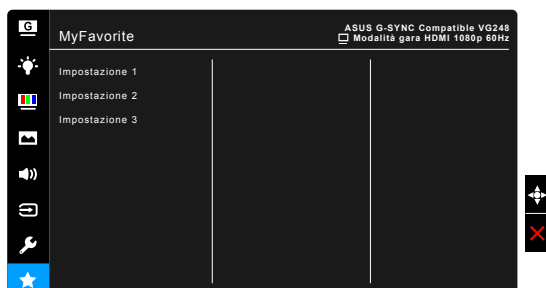 G
MyFavorite
ASUS G-SYNC Compatible VG248
Modalità gara HDMI 1080p 60Hz
Impostazione 1
Impostazione 2
Impostazione 3